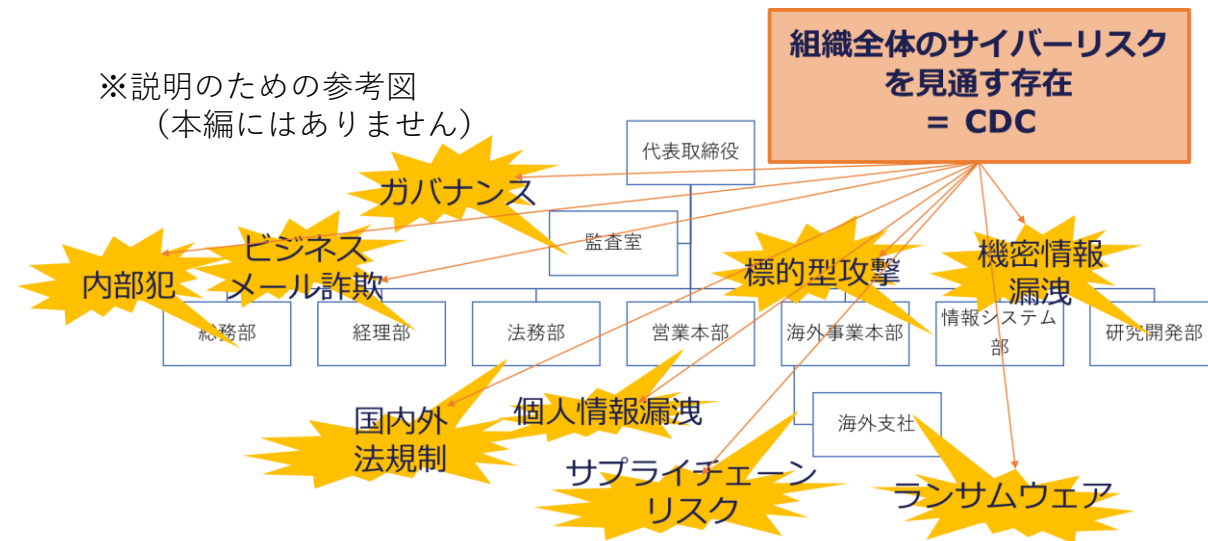 組織全体のサイバーリスク
を見通す存在
= CDC
※説明のための参考図
（本編にはありません）
代表取締役
ガバナンス
監査室
内部犯
ビジネス
メール詐欺
標的型攻撃
機密情報
漏洩
総務部
経理部
法務部
営業本部
海外事業本部
情報システム
部
研究開発部
国内外
法規制
個人情報漏洩
海外支社
サプライチェーン
リスク
ランサムウェア